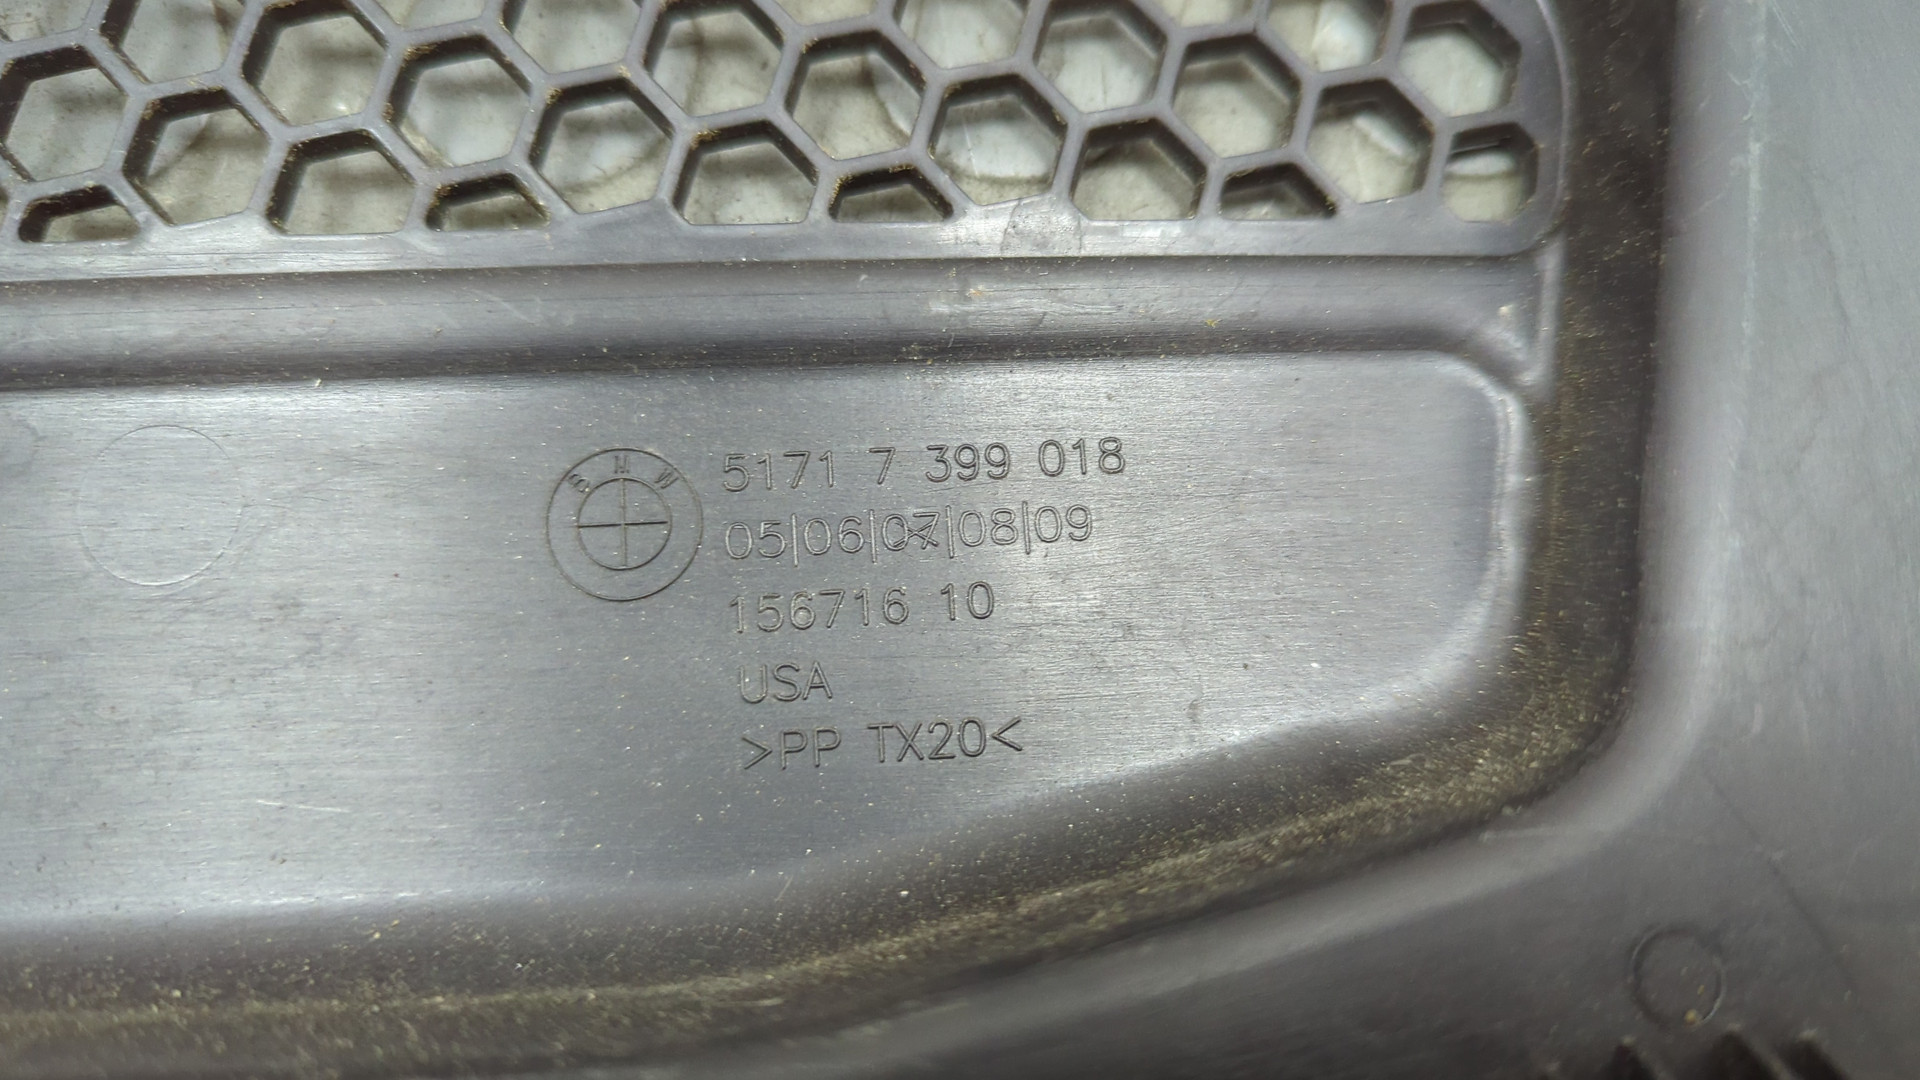 BMW
5171 7 399 018
05|06|07|08|09
156716 10
USA
>PP TX20<